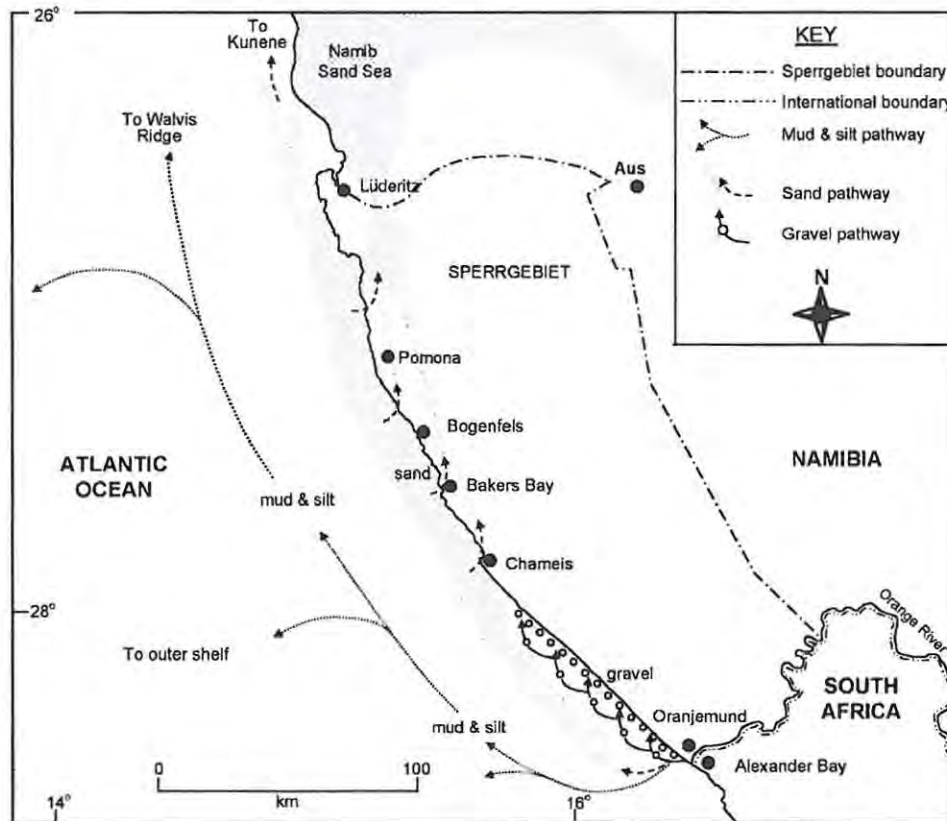 26°
To
Kunene
Namib
Sand Sea
KEY
Sperrgebiet boundary
International boundary
Mud & silt pathway
Sand pathway
Gravel pathway
N
To Walvis
Ridge
Aus
Lüderitz
SPERRGEBIET
Pomona
Bogenfels
ATLANTIC
OCEAN
NAMIBIA
sand
Bakers Bay
mud & silt
Chameis
28°
Orange River
To outer shelf
gravel
SOUTH
AFRICA
mud & silt
Oranjemund
Alexander Bay
0
100
km
14°
16°